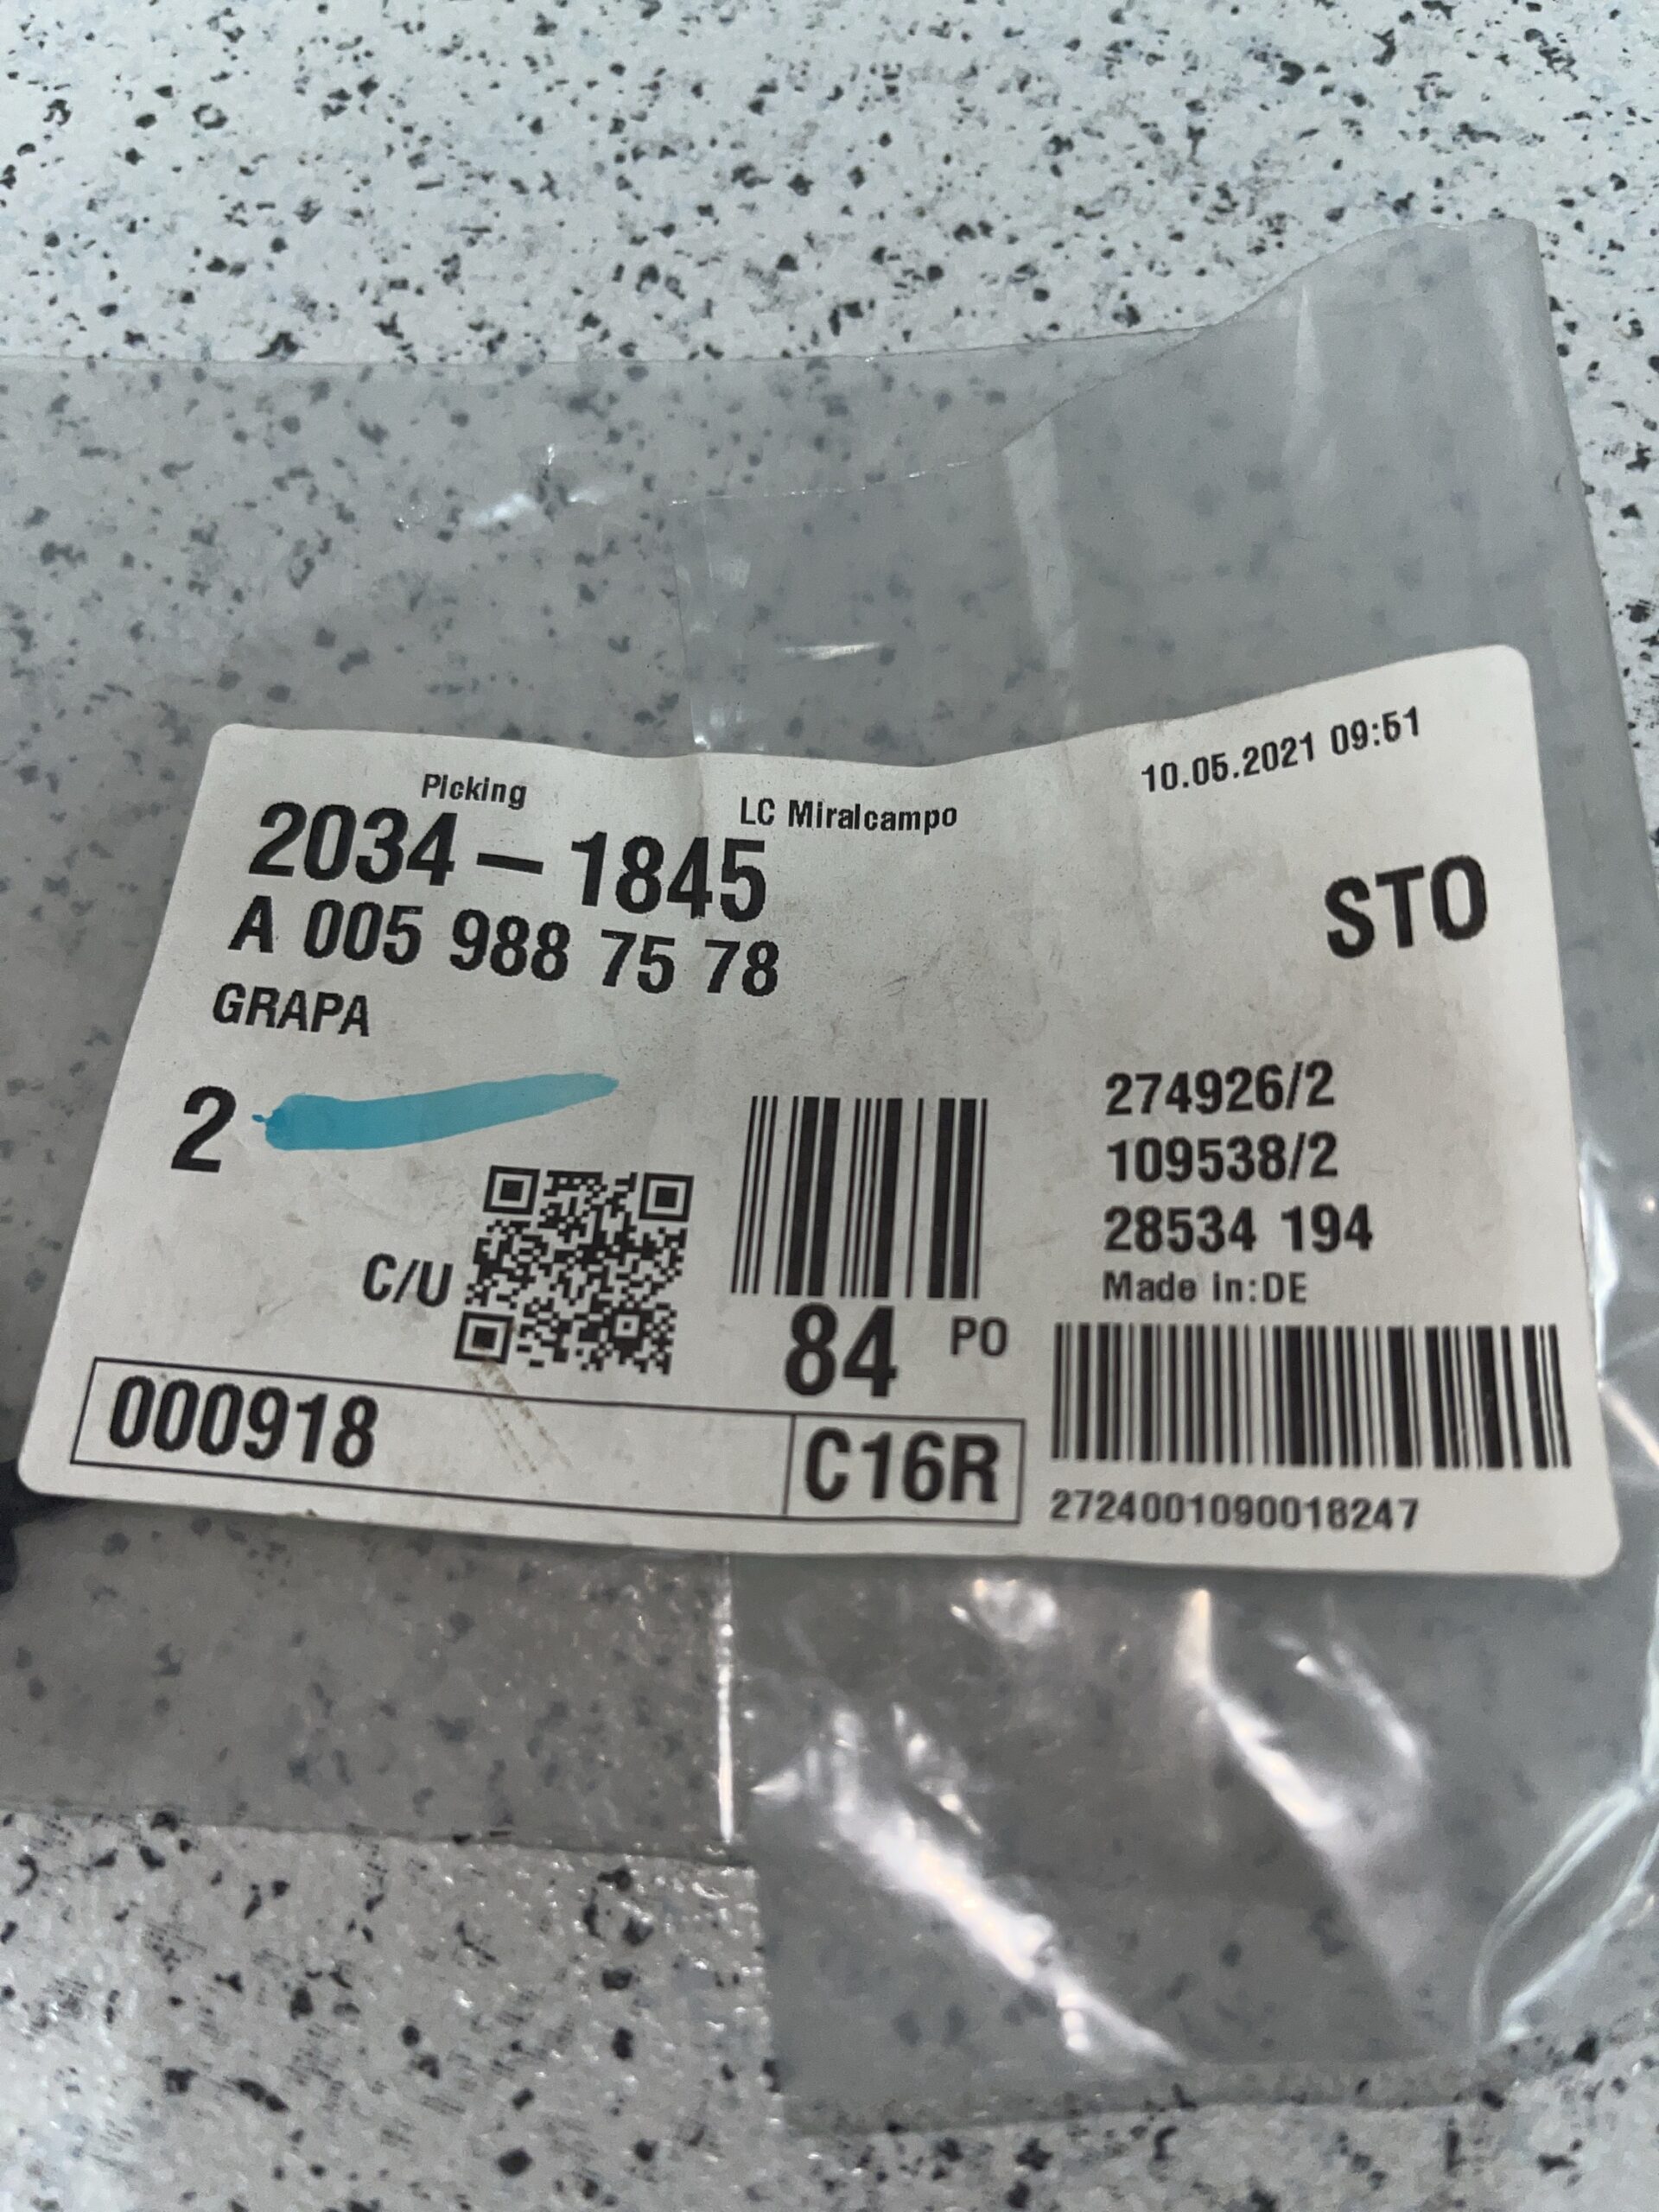 Picking
LC Miralcampo
10.05.2021 09:51
2034 – 1845
STO
A 005 988 75 78
GRAPA
2
274926/2
109538/2
28534 194
Made in:DE
C/U
84 PO
000918
C16R
2724001090018247